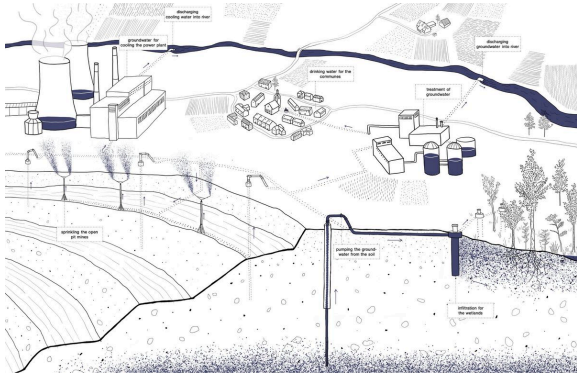 discharging
cooling water into river
groundwater for
cooling the power plant
discharging
groundwater into river
drinking water for the
communes
treatment of
groundwater
sprinkling the open
pit mines
pumping the ground-
water from the soil
infiltration for
the wetlands